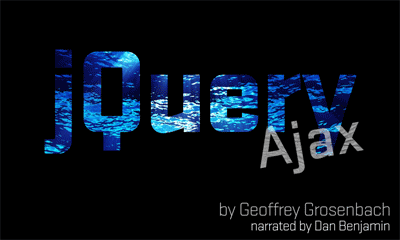 jQuery
Ajax
by Geoffrey Grosenbach
narrated by Dan Benjamin